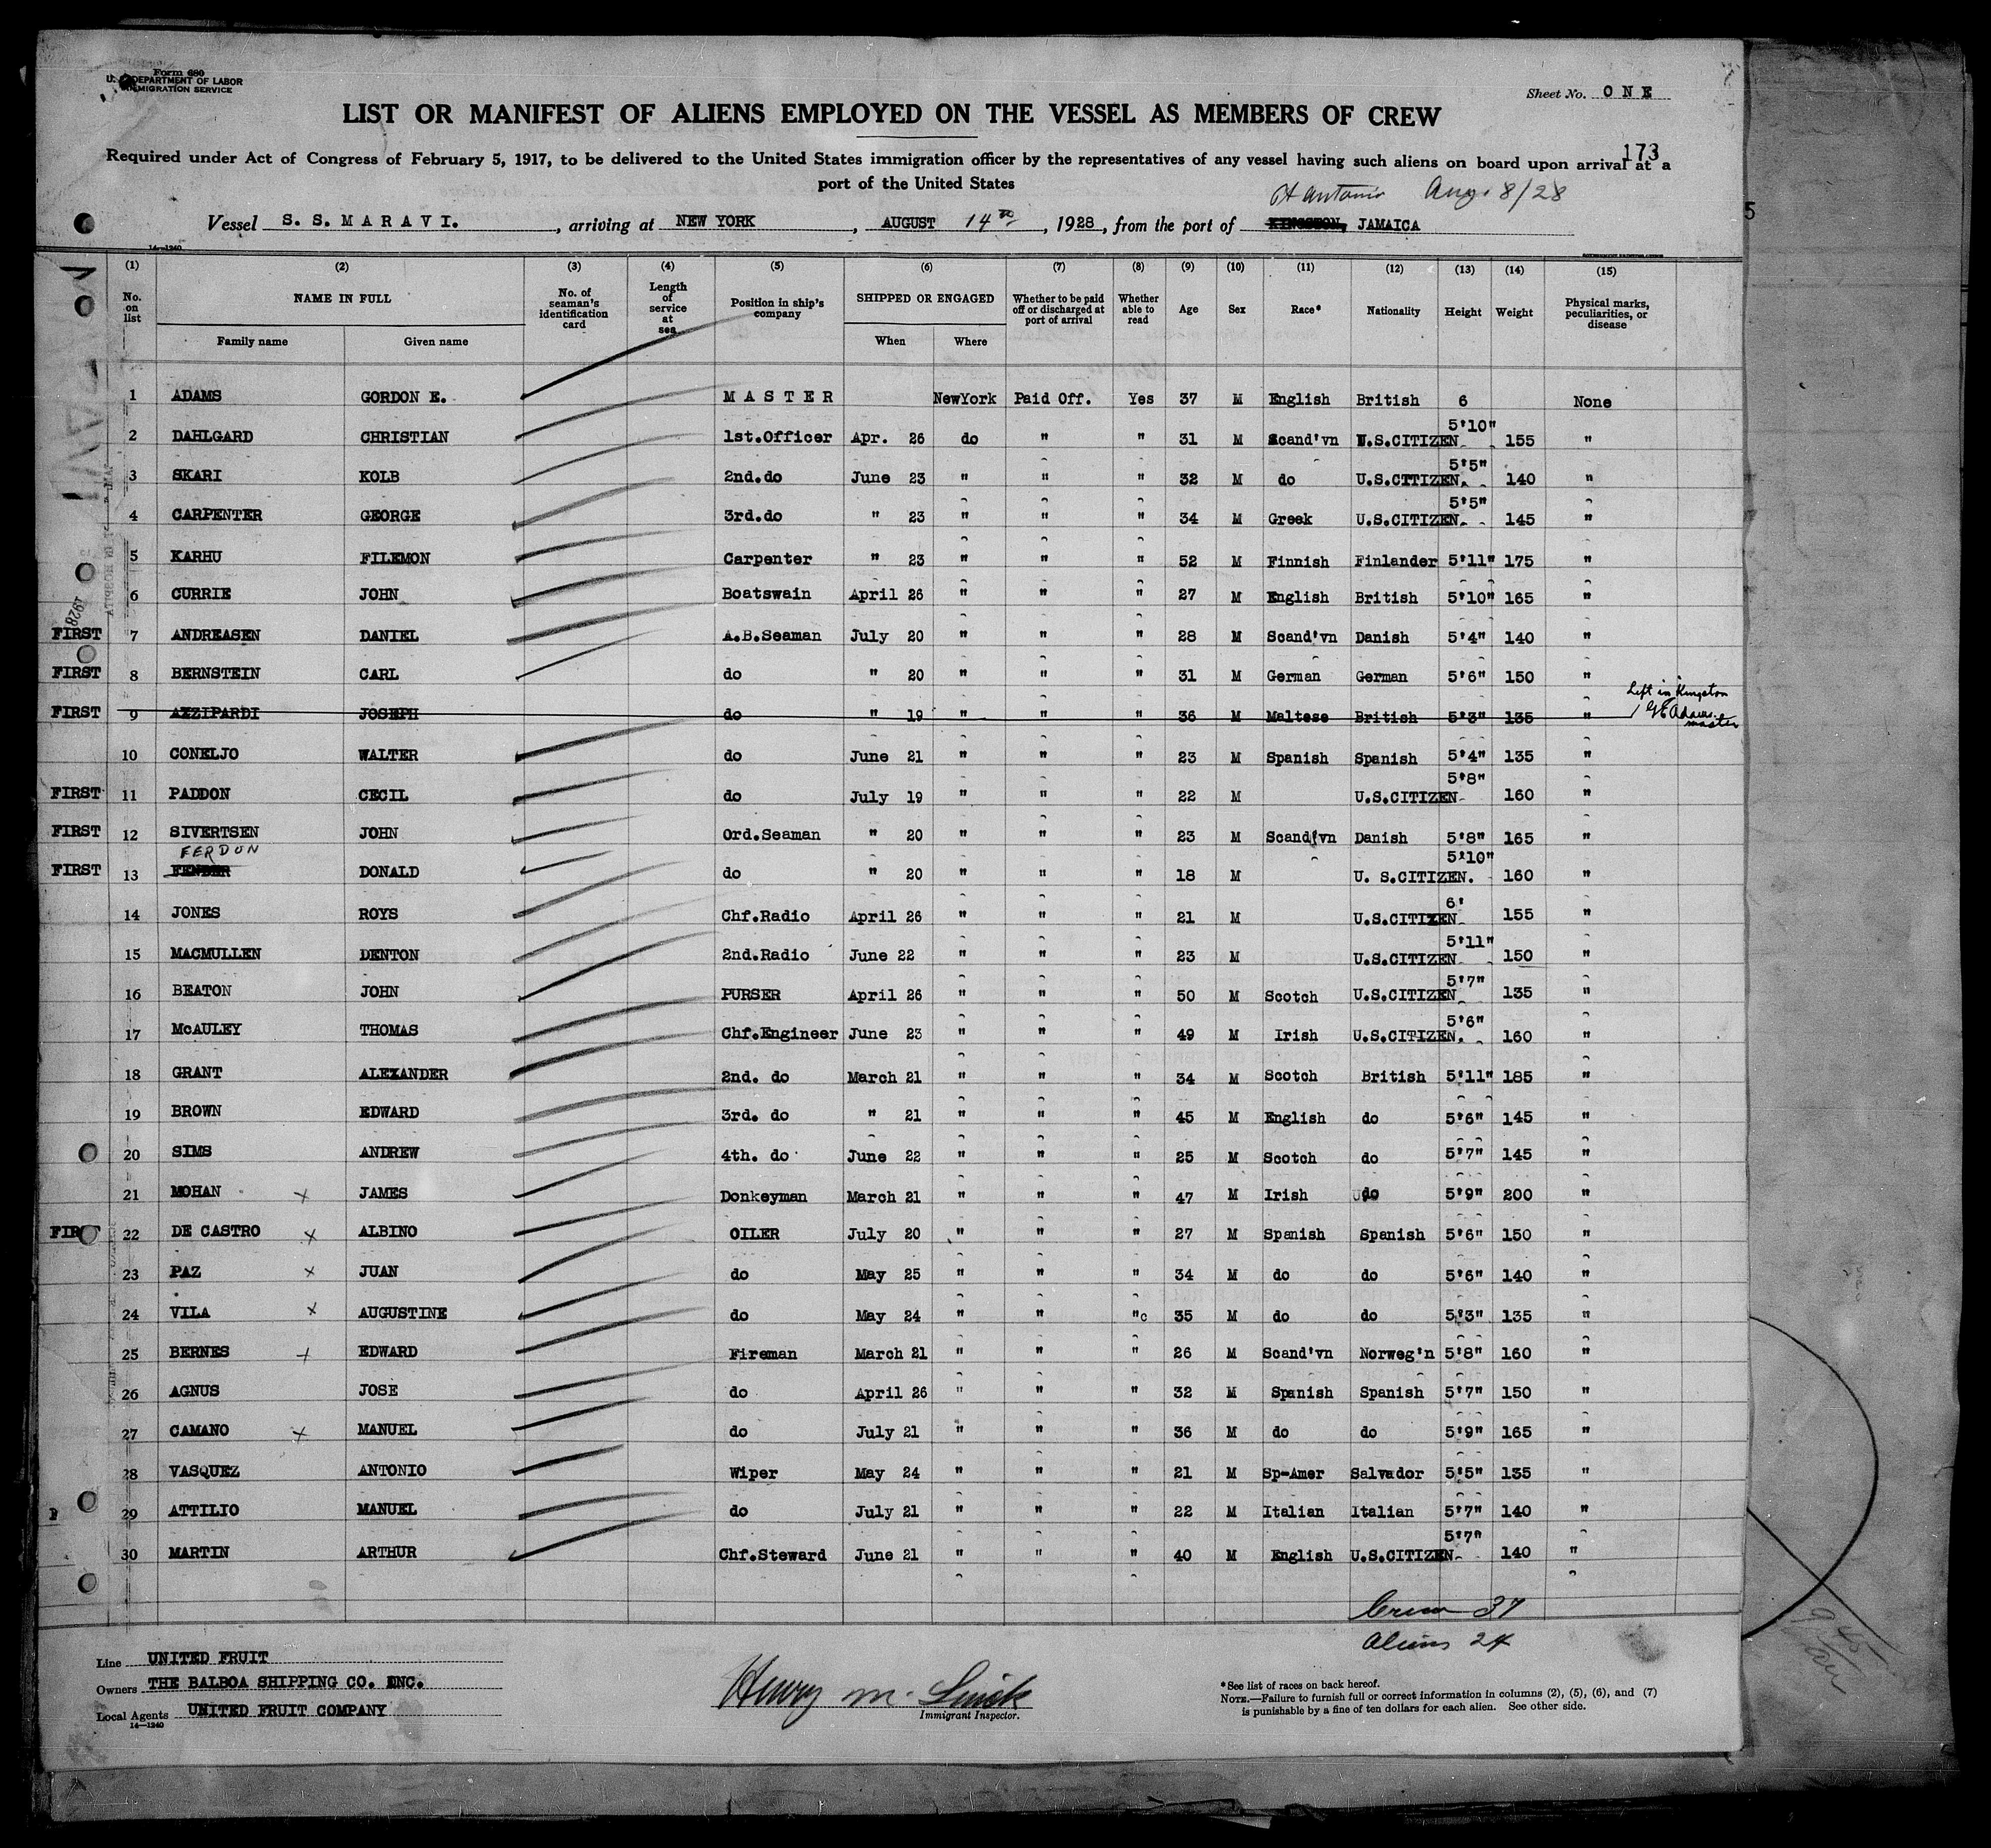 Form 680
U. S. DEPARTMENT OF LABOR
IMMIGRATION SERVICE
Sheet No. ONE
LIST OR MANIFEST OF ALIENS EMPLOYED ON THE VESSEL AS MEMBERS OF CREW
173
Required under Act of Congress of February 5, 1917, to be delivered to the United States immigration officer by the representatives of any vessel having such aliens on board upon arrival at a
port of the United States
Pt Antonio Aug. 8/28
Vessel S. S. MARAVI. , arriving at NEW YORK , AUGUST 14th , 1928 , from the port of KINGSTON, JAMAICA
14—1240
(1) (2) (3) (4) (5) (6) (7) (8) (9) (10) (11) (12) (13) (14) (15)
No. on list NAME IN FULL No. of seaman's identification card Length of service at sea Position in ship's company SHIPPED OR ENGAGED Whether to be paid off or discharged at port of arrival Whether able to read Age Sex Race* Nationality Height Weight Physical marks, peculiarities, or disease
Family name Given name When Where
1 ADAMS GORDON E. MASTER NewYork Paid Off. Yes 37 M English British 6 None
2 DAHLGARD CHRISTIAN 1st.Officer Apr. 26 do " " 31 M Scand'vn U.S.CITIZEN 5'10" 155 "
3 SKARI KOLB 2nd.do June 23 " " " 32 M do U.S.CITIZEN. 5'5" 140 "
4 CARPENTER GEORGE 3rd.do " 23 " " " 34 M Greek U.S.CITIZEN. 5'5" 145 "
5 KARHU FILEMON Carpenter " 23 " " " 52 M Finnish Finlander 5'11" 175 "
6 CURRIE JOHN Boatswain April 26 " " " 27 M English British 5'10" 165 "
FIRST 7 ANDREASEN DANIEL A.B.Seaman July 20 " " " 28 M Scand'vn Danish 5'4" 140 "
FIRST 8 BERNSTEIN CARL do " 20 " " " 31 M German German 5'6" 150 "
FIRST 9 AZZIPARDI JOSEPH do " 19 " " " 36 M Maltese British 5'3" 135 " Left in Kingston G E Adams master
10 CONELJO WALTER do June 21 " " " 23 M Spanish Spanish 5'4" 135 "
FIRST 11 PADDON CECIL do July 19 " " " 22 M U.S.CITIZEN 5'8" 160 "
FIRST 12 SIVERTSEN JOHN Ord.Seaman " 20 " " " 23 M Scand'vn Danish 5'8" 165 "
FERDON
FIRST 13 FENDER DONALD do " 20 " " " 18 M U. S.CITIZEN. 5'10" 160 "
14 JONES ROYS Chf.Radio April 26 " " " 21 M U.S.CITIZEN 6' 155 "
15 MACMULLEN DENTON 2nd.Radio June 22 " " " 23 M U.S.CITIZEN 5'11" 150 "
16 BEATON JOHN PURSER April 26 " " " 50 M Scotch U.S.CITIZEN 5'7" 135 "
17 McAULEY THOMAS Chf.Engineer June 23 " " " 49 M Irish U.S.CITIZEN. 5'6" 160 "
18 GRANT ALEXANDER 2nd. do March 21 " " " 34 M Scotch British 5'11" 185 "
19 BROWN EDWARD 3rd. do " 21 " " " 45 M English do 5'6" 145 "
20 SIMS ANDREW 4th. do June 22 " " " 25 M Scotch do 5'7" 145 "
21 MOHAN x JAMES Donkeyman March 21 " " " 47 M Irish do 5'9" 200 "
FIRST 22 DE CASTRO x ALBINO OILER July 20 " " " 27 M Spanish Spanish 5'6" 150 "
23 PAZ x JUAN do May 25 " " " 34 M do do 5'6" 140 "
24 VILA x AUGUSTINE do May 24 " " "c 35 M do do 5'3" 135 "
25 BERNES x EDWARD Fireman March 21 " " " 26 M Scand'vn Norweg'n 5'8" 160 "
26 AGNUS JOSE do April 26 " " " 32 M Spanish Spanish 5'7" 150 "
27 CAMANO x MANUEL do July 21 " " " 36 M do do 5'9" 165 "
28 VASQUEZ ANTONIO Wiper May 24 " " " 21 M Sp-Amer Salvador 5'5" 135 "
29 ATTILIO MANUEL do July 21 " " " 22 M Italian Italian 5'7" 140 "
30 MARTIN ARTHUR Chf.Steward June 21 " " " 40 M English U.S.CITIZEN 5'7" 140 "
Crew 37
Aliens 24
Line UNITED FRUIT
Owners THE BALBOA SHIPPING CO. INC.
Local Agents UNITED FRUIT COMPANY
14—1240
Henry M.
Immigrant Inspector.
*See list of races on back hereof.
NOTE.—Failure to furnish full or correct information in columns (2), (5), (6), and (7)
is punishable by a fine of ten dollars for each alien. See other side.